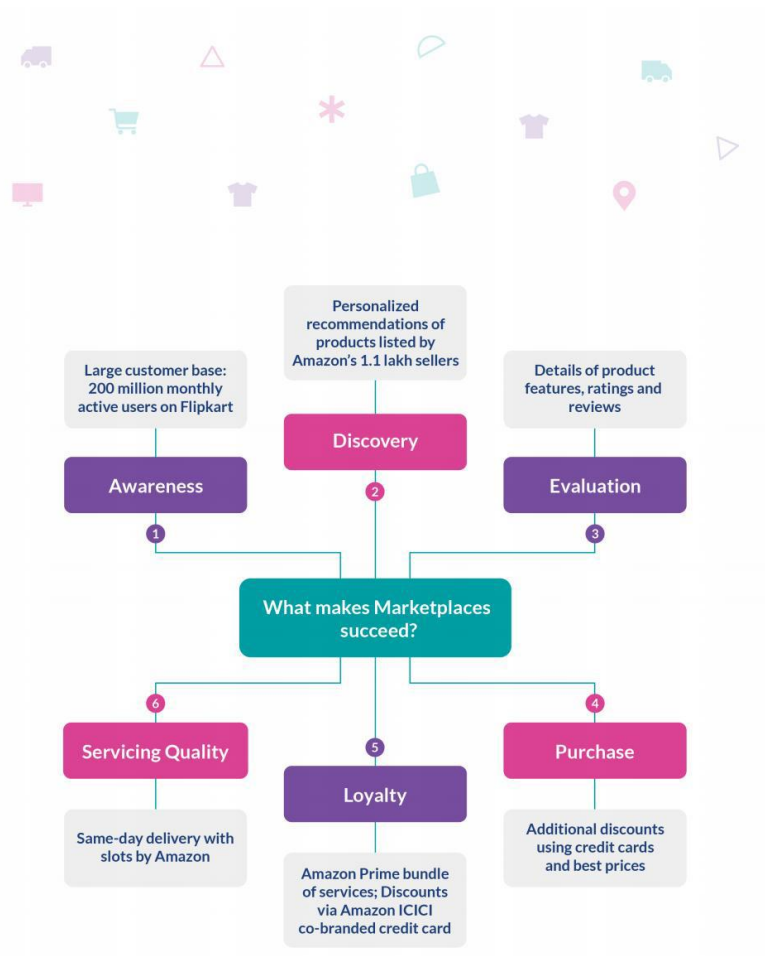 Personalized
recommendations of
products listed by
Amazon's 1.1 lakh sellers
Large customer base:
200 million monthly
active users on Flipkart
Details of product
features, ratings and
reviews
Discovery
Awareness
Evaluation
2
1
3
What makes Marketplaces
succeed?
6
4
5
Servicing Quality
Purchase
Loyalty
Same-day delivery with
slots by Amazon
Additional discounts
using credit cards
and best prices
Amazon Prime bundle
of services; Discounts
via Amazon ICICI
co-branded credit card